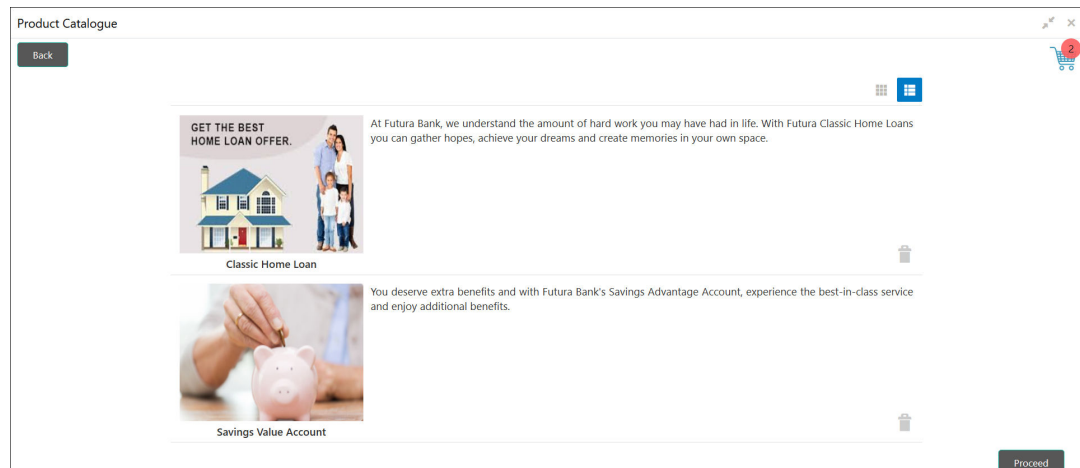 Product Catalogue
Back
2
GET THE BEST
HOME LOAN OFFER.
At Futura Bank, we understand the amount of hard work you may have had in life. With Futura Classic Home Loans
you can gather hopes, achieve your dreams and create memories in your own space.
Classic Home Loan
You deserve extra benefits and with Futura Bank's Savings Advantage Account, experience the best-in-class service
and enjoy additional benefits.
Savings Value Account
Proceed